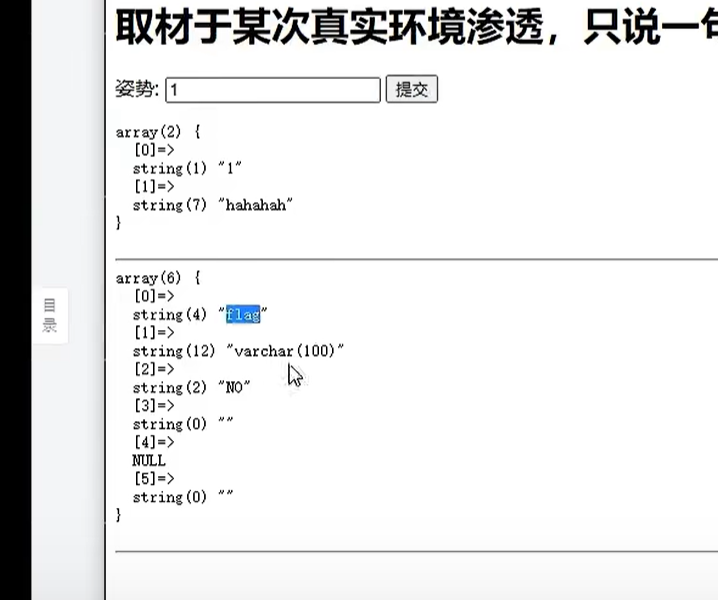 取材于某次真实环境渗透，只说一句
姿势: 1 提交
array(2) {
  [0]=>
  string(1) "1"
  [1]=>
  string(7) "hahahah"
}
目录
array(6) {
  [0]=>
  string(4) "flag"
  [1]=>
  string(12) "varchar(100)"
  [2]=>
  string(2) "NO"
  [3]=>
  string(0) ""
  [4]=>
  NULL
  [5]=>
  string(0) ""
}